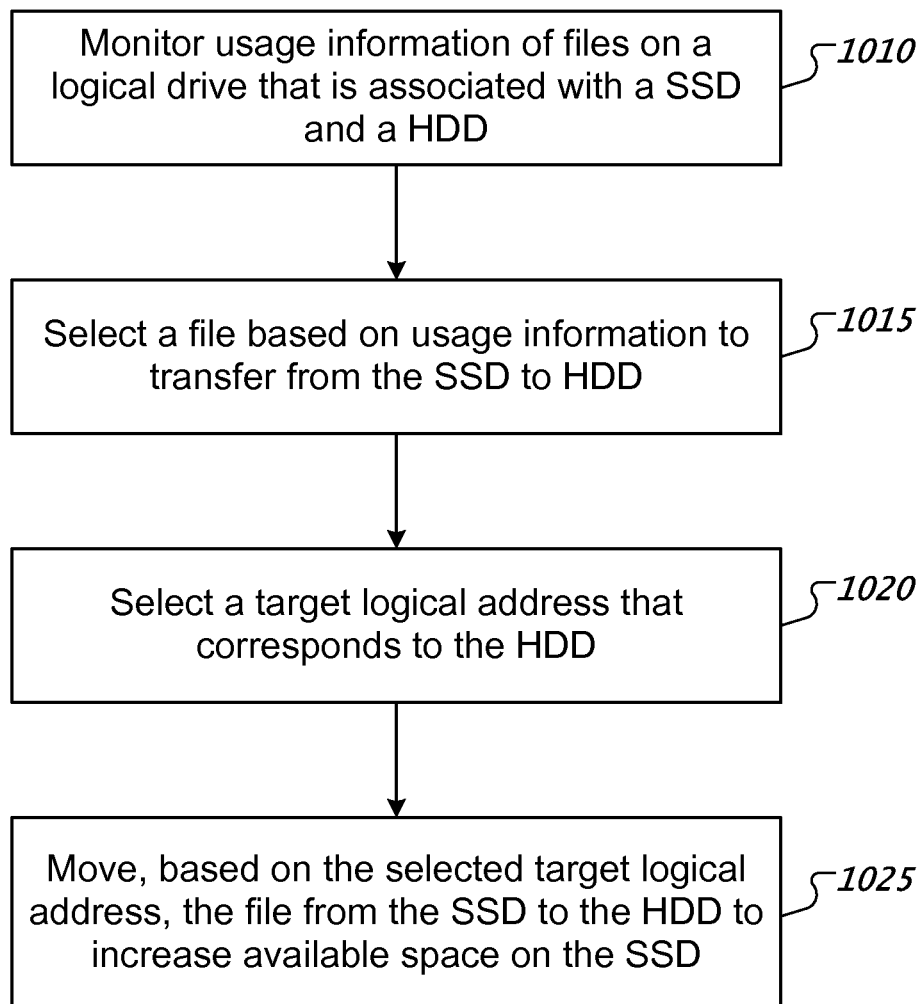 Monitor usage information of files on a
logical drive that is associated with a SSD
and a HDD
1010
Select a file based on usage information to
transfer from the SSD to HDD
1015
Select a target logical address that
corresponds to the HDD
1020
Move, based on the selected target logical
address, the file from the SSD to the HDD to
increase available space on the SSD
1025